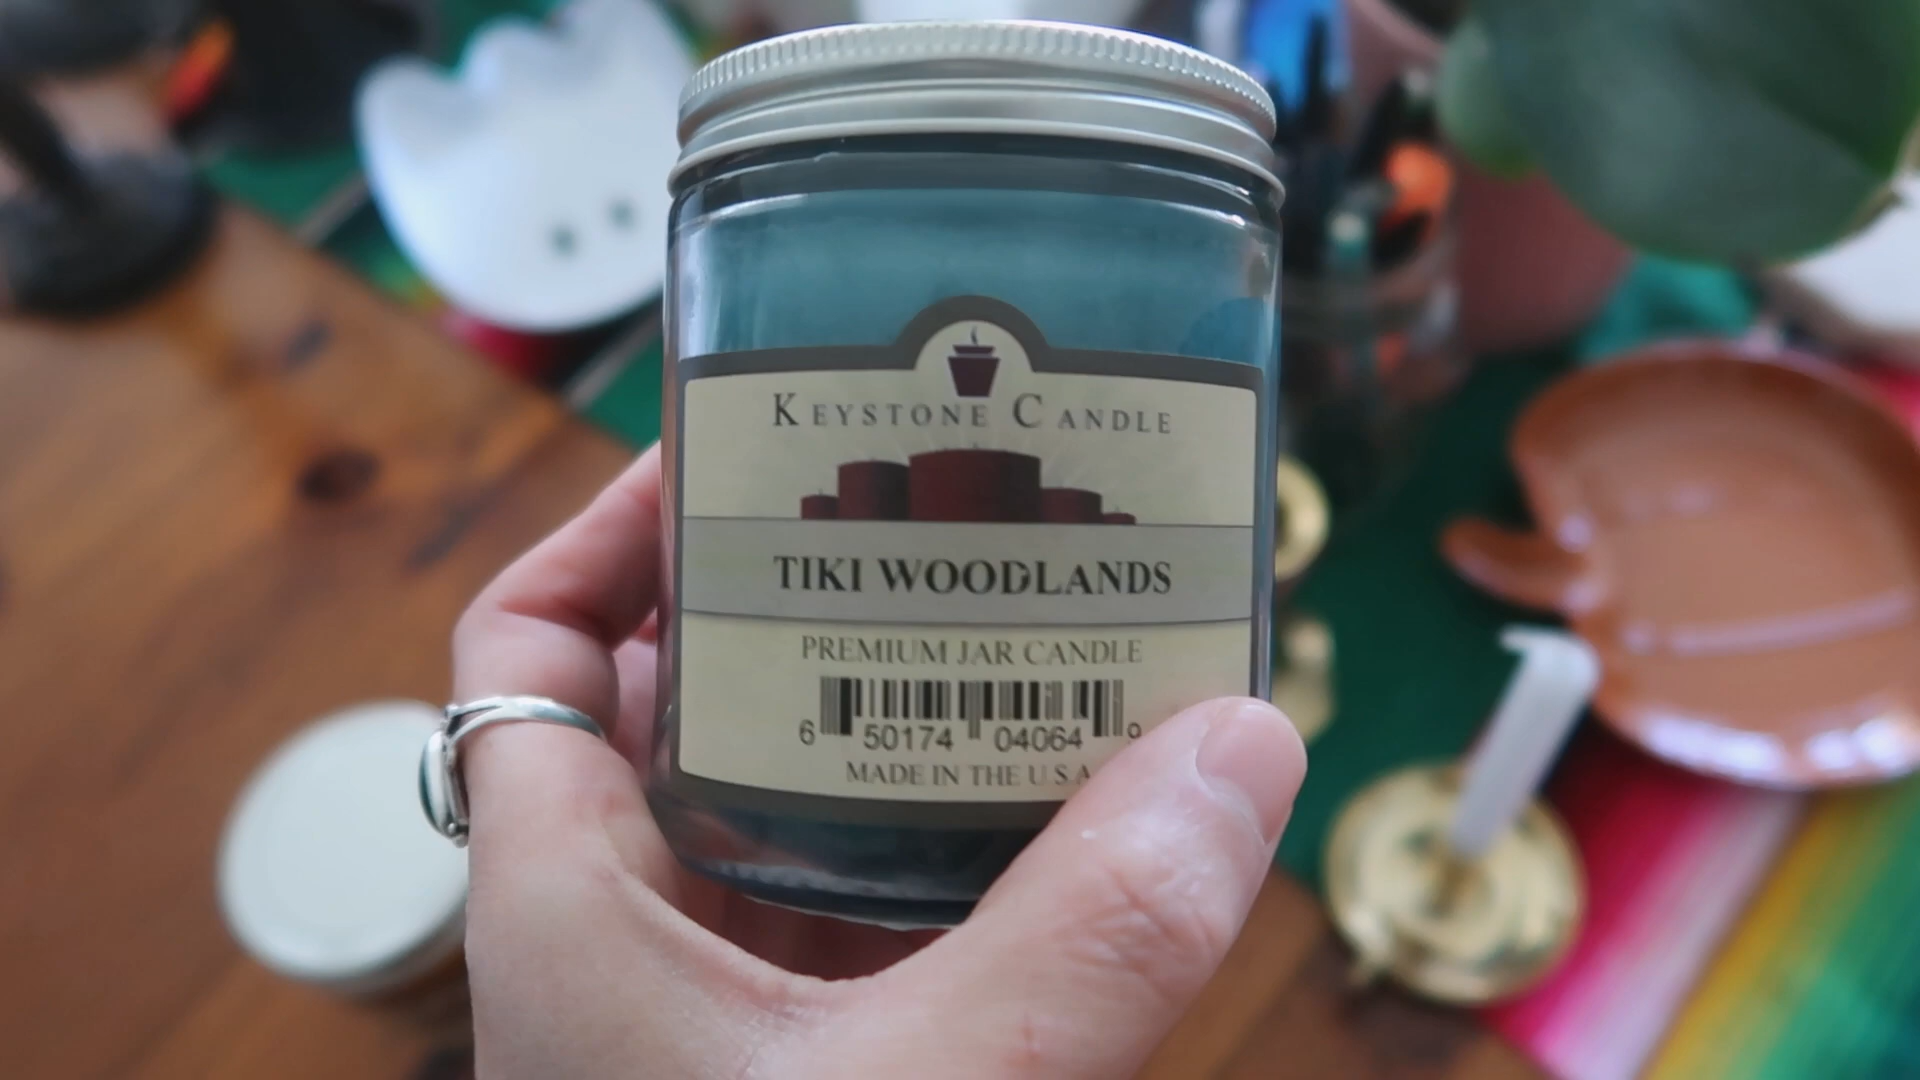 KEYSTONE CANDLE
TIKI WOODLANDS
PREMIUM JAR CANDLE
6 50174 04064 9
MADE IN THE U.S.A